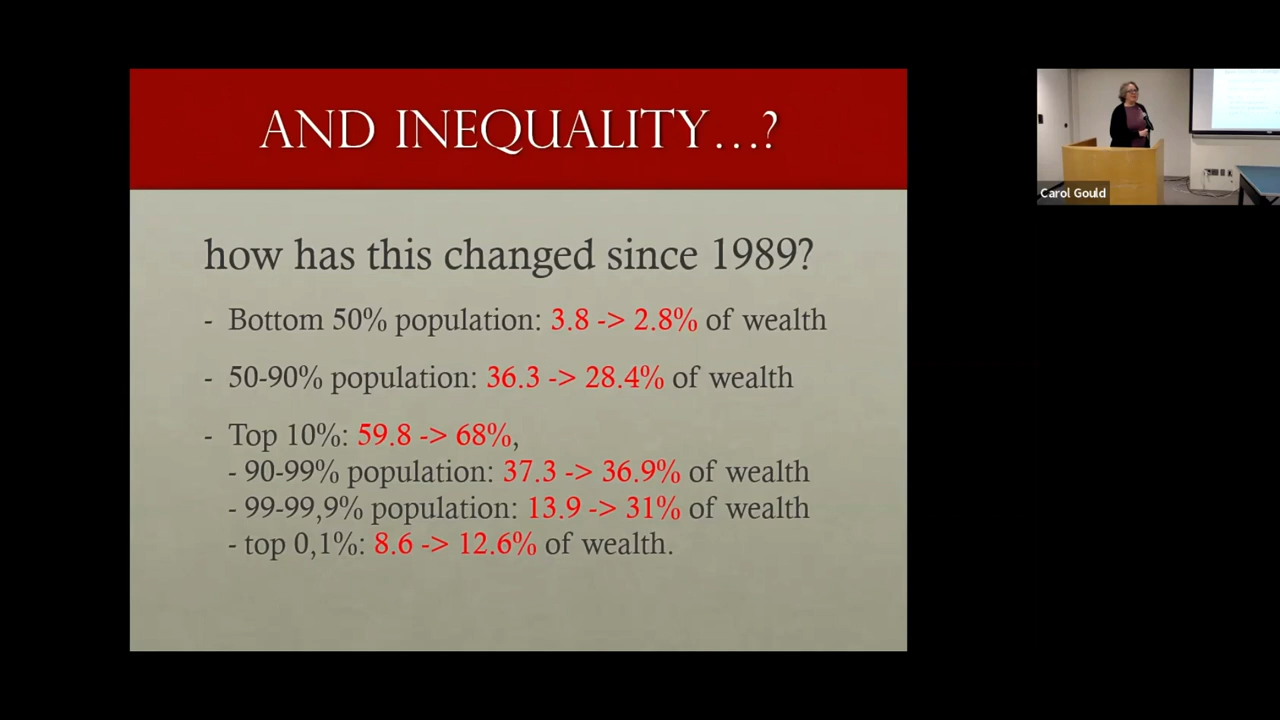 AND INEQUALITY...?
how has this changed since 1989?
- Bottom 50% population: 3.8 -> 2.8% of wealth
- 50-90% population: 36.3 -> 28.4% of wealth
- Top 10%: 59.8 -> 68%,
- 90-99% population: 37.3 -> 36.9% of wealth
- 99-99,9% population: 13.9 -> 31% of wealth
- top 0,1%: 8.6 -> 12.6% of wealth.
Carol Gould